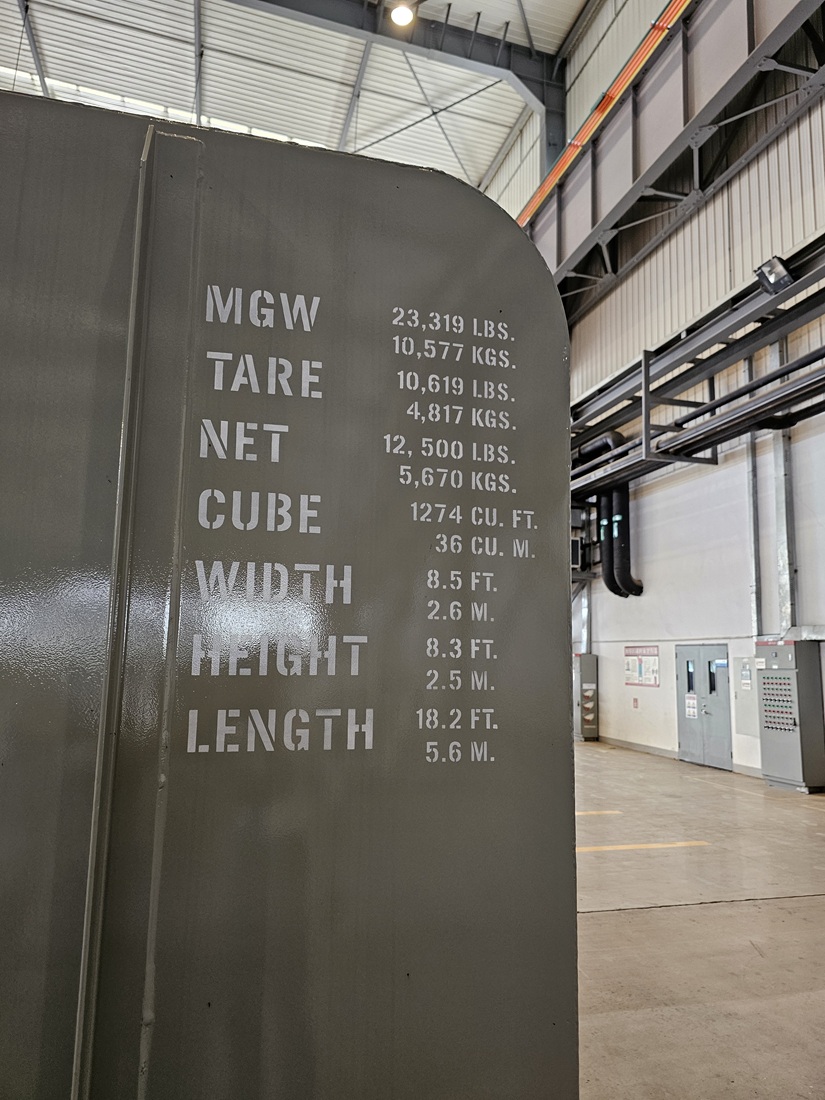 MGW 23,319 LBS.
10,577 KGS.
TARE 10,619 LBS.
4,817 KGS.
NET 12,500 LBS.
5,670 KGS.
CUBE 1274 CU. FT.
36 CU. M.
WIDTH 8.5 FT.
2.6 M.
HEIGHT 8.3 FT.
2.5 M.
LENGTH 18.2 FT.
5.6 M.